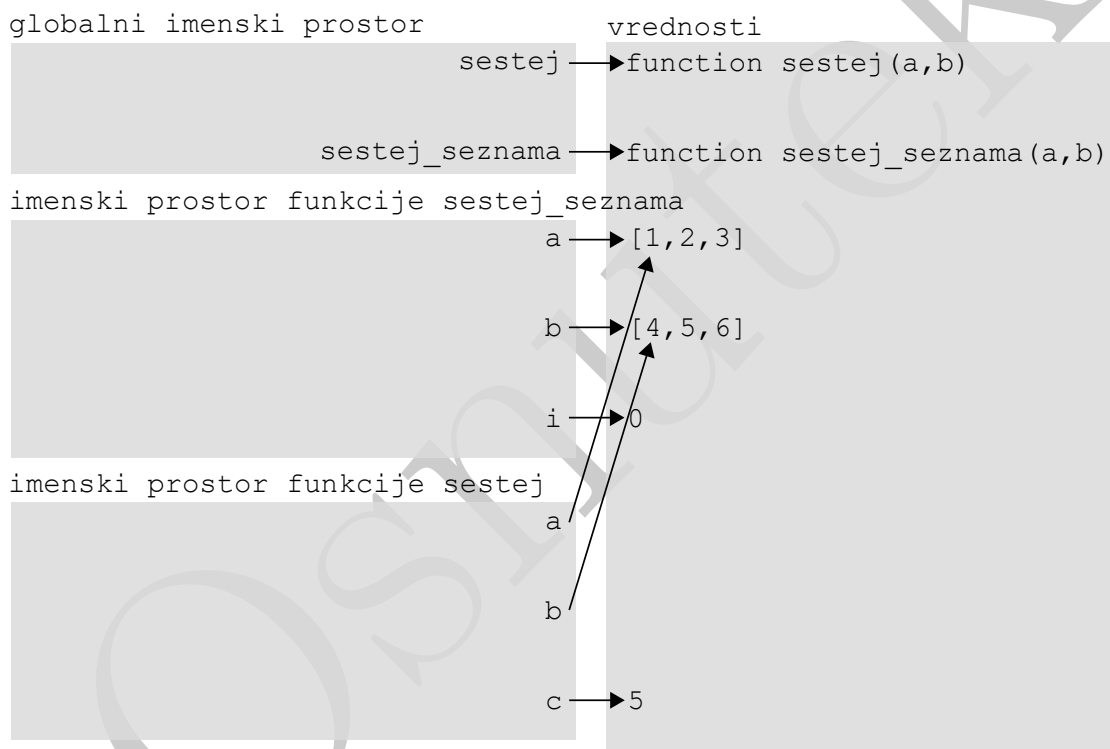 globalni imenski prostor
vrednosti
sestej function sestej(a,b)
sestej_seznama function sestej_seznama(a,b)
imenski prostor funkcije sestej_seznama
a [1,2,3]
b [4,5,6]
i 0
imenski prostor funkcije sestej
a
b
c 5
Osnutek